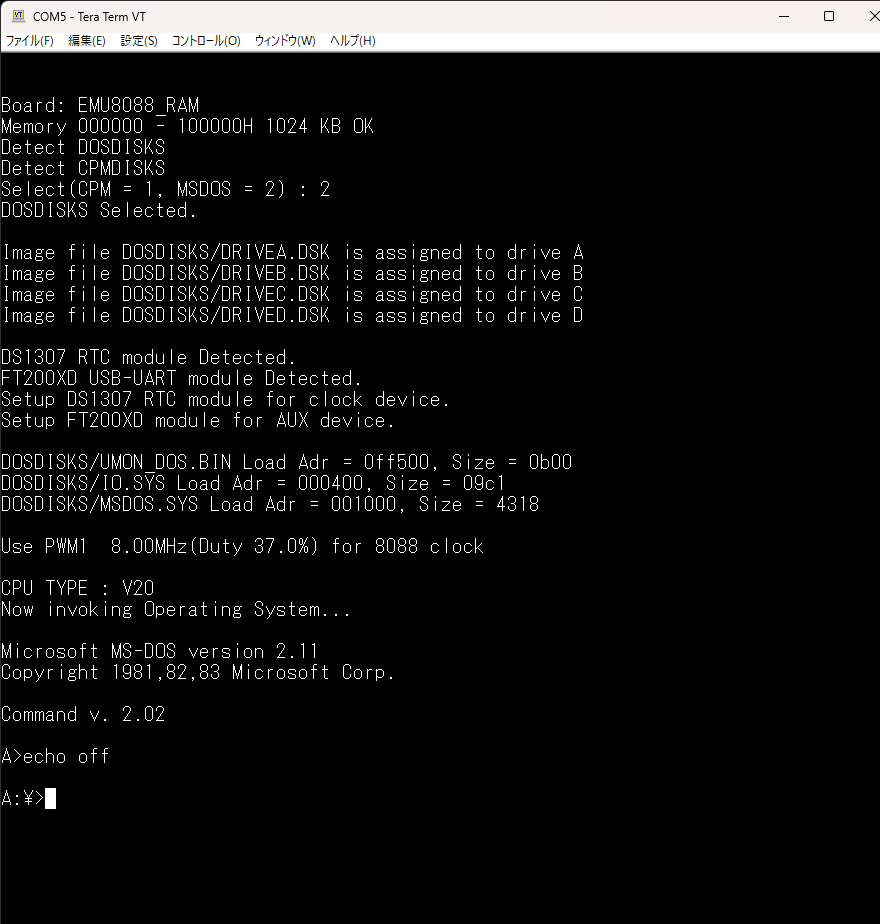 COM5 - Tera Term VT
ファイル(F) 編集(E) 設定(S) コントロール(O) ウィンドウ(W) ヘルプ(H)
Board: EMU8088_RAM
Memory 000000 - 100000H 1024 KB OK
Detect DOSDISKS
Detect CPMDISKS
Select(CPM = 1, MSDOS = 2) : 2
DOSDISKS Selected.
Image file DOSDISKS/DRIVEA.DSK is assigned to drive A
Image file DOSDISKS/DRIVEB.DSK is assigned to drive B
Image file DOSDISKS/DRIVEC.DSK is assigned to drive C
Image file DOSDISKS/DRIVED.DSK is assigned to drive D
DS1307 RTC module Detected.
FT200XD USB-UART module Detected.
Setup DS1307 RTC module for clock device.
Setup FT200XD module for AUX device.
DOSDISKS/UMON_DOS.BIN Load Adr = 0ff500, Size = 0b00
DOSDISKS/IO.SYS Load Adr = 000400, Size = 09c1
DOSDISKS/MSDOS.SYS Load Adr = 001000, Size = 4318
Use PWM1  8.00MHz(Duty 37.0%) for 8088 clock
CPU TYPE : V20
Now invoking Operating System...
Microsoft MS-DOS version 2.11
Copyright 1981,82,83 Microsoft Corp.
Command v. 2.02
A>echo off
A:¥>